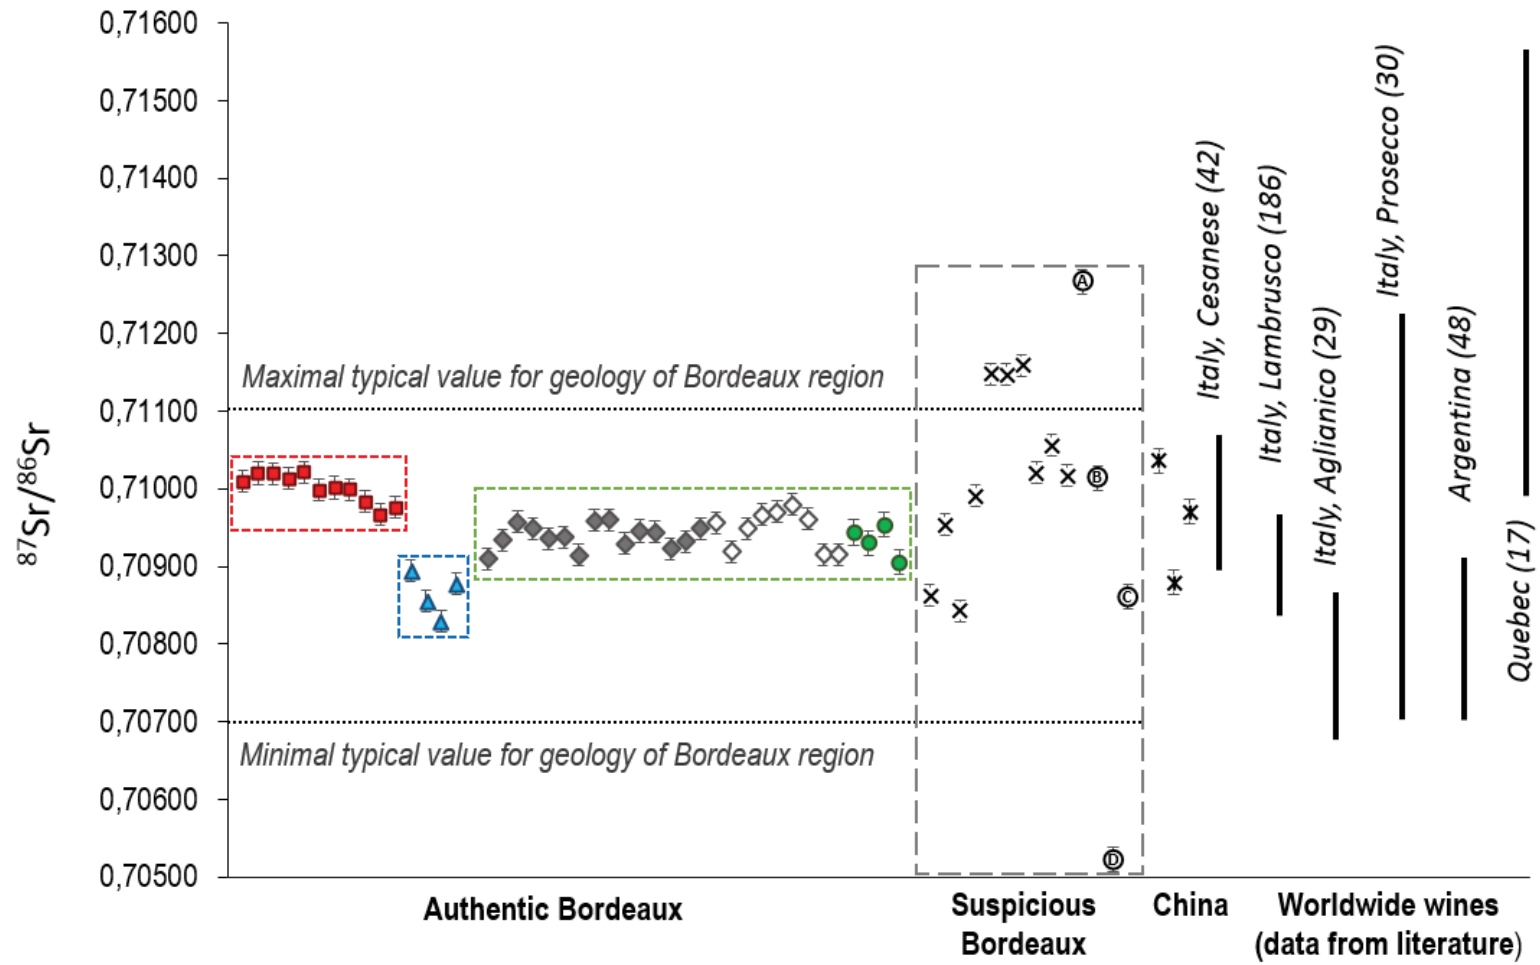 0,71600
0,71500
0,71400
0,71300
0,71200
0,71100
0,71000
0,70900
0,70800
0,70700
0,70600
0,70500
87Sr/86Sr
Maximal typical value for geology of Bordeaux region
Minimal typical value for geology of Bordeaux region
A
B
C
D
Italy, Cesanese (42)
Italy, Lambrusco (186)
Italy, Aglianico (29)
Italy, Prosecco (30)
Argentina (48)
Quebec (17)
Authentic Bordeaux
Suspicious
Bordeaux
China
Worldwide wines
(data from literature)